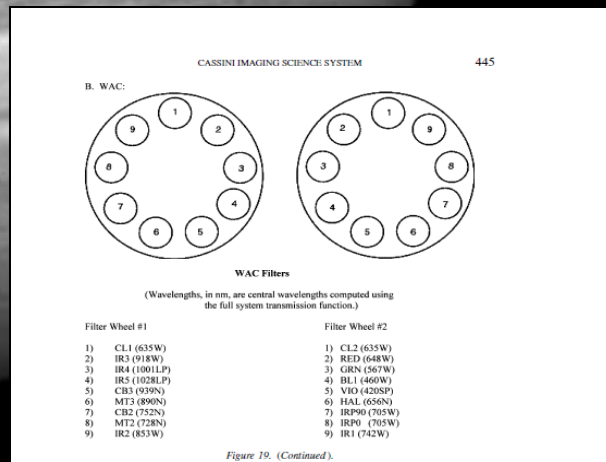 CASSINI IMAGING SCIENCE SYSTEM 445
B. WAC:
1 1
9 2 2 9
8 3 3 8
7 4 4 7
6 5 5 6
WAC Filters
(Wavelengths, in nm, are central wavelengths computed using
the full system transmission function.)
Filter Wheel #1 Filter Wheel #2
1) CL1 (635W) 1) CL2 (635W)
2) IR3 (918W) 2) RED (648W)
3) IR4 (1001LP) 3) GRN (567W)
4) IR5 (1028LP) 4) BL1 (460W)
5) CB3 (939N) 5) VIO (420SP)
6) MT3 (890N) 6) HAL (656N)
7) CB2 (752N) 7) IRP90 (705W)
8) MT2 (728N) 8) IRP0 (705W)
9) IR2 (853W) 9) IR1 (742W)
Figure 19. (Continued).